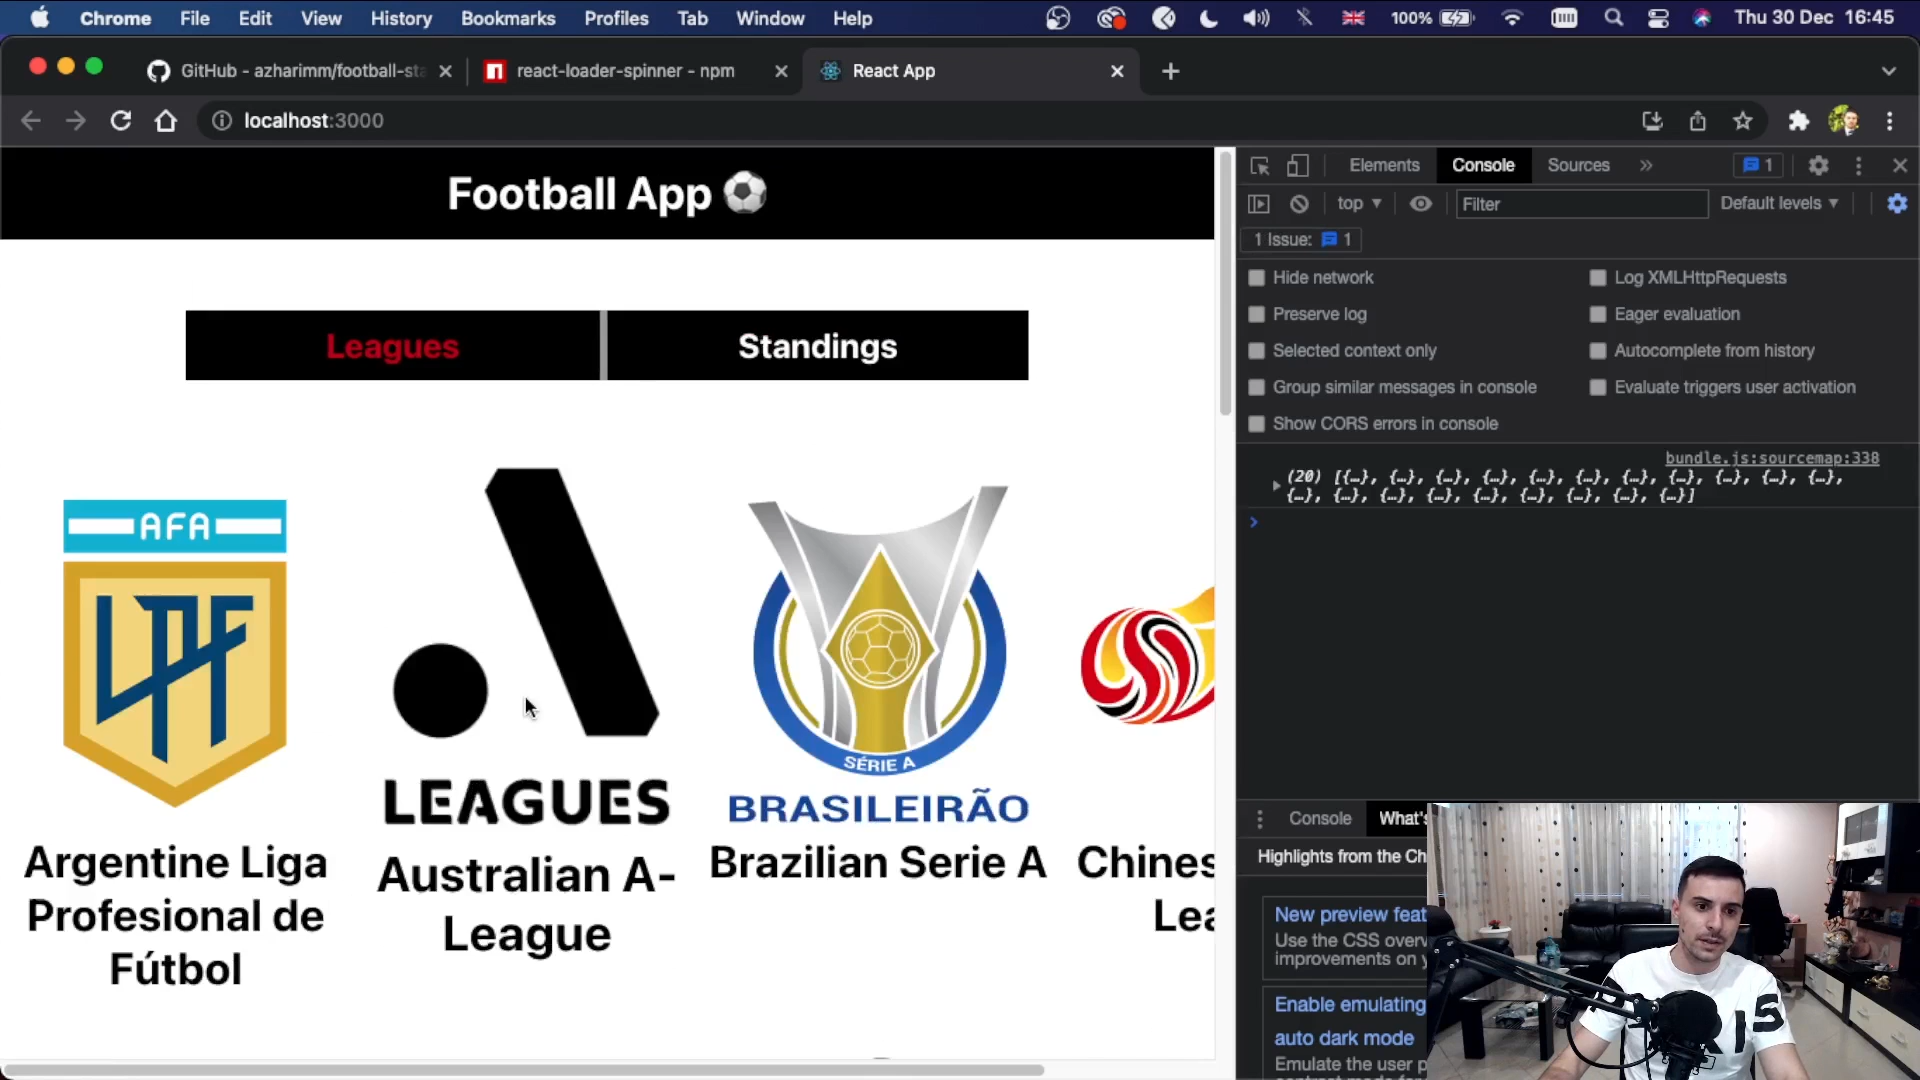 Chrome File Edit View History Bookmarks Profiles Tab Window Help 100% Thu 30 Dec 16:45
GitHub - azharimm/football-sta react-loader-spinner - npm React App
localhost:3000
Football App
Leagues Standings
AFA
LPF
LEAGUES
SÉRIE A
BRASILEIRÃO
Argentine Liga
Profesional de
Fútbol
Australian A-
League
Brazilian Serie A
Chines
Lea
Elements Console Sources » 1
top Filter Default levels
1 Issue: 1
Hide network Log XMLHttpRequests
Preserve log Eager evaluation
Selected context only Autocomplete from history
Group similar messages in console Evaluate triggers user activation
Show CORS errors in console
bundle.js:sourcemap:338
(20) [{…}, {…}, {…}, {…}, {…}, {…}, {…}, {…}, {…}, {…}, {…},
{…}, {…}, {…}, {…}, {…}, {…}, {…}, {…}, {…}]
Console What's
Highlights from the Ch
New preview feat
Use the CSS overv
improvements on y
Enable emulating
auto dark mode
Emulate the user p